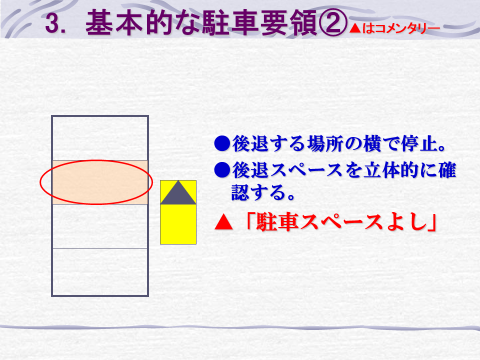 3. 基本的な駐車要領②▲はコメンタリー
●後退する場所の横で停止。
●後退スペースを立体的に確
認する。
▲「駐車スペースよし」